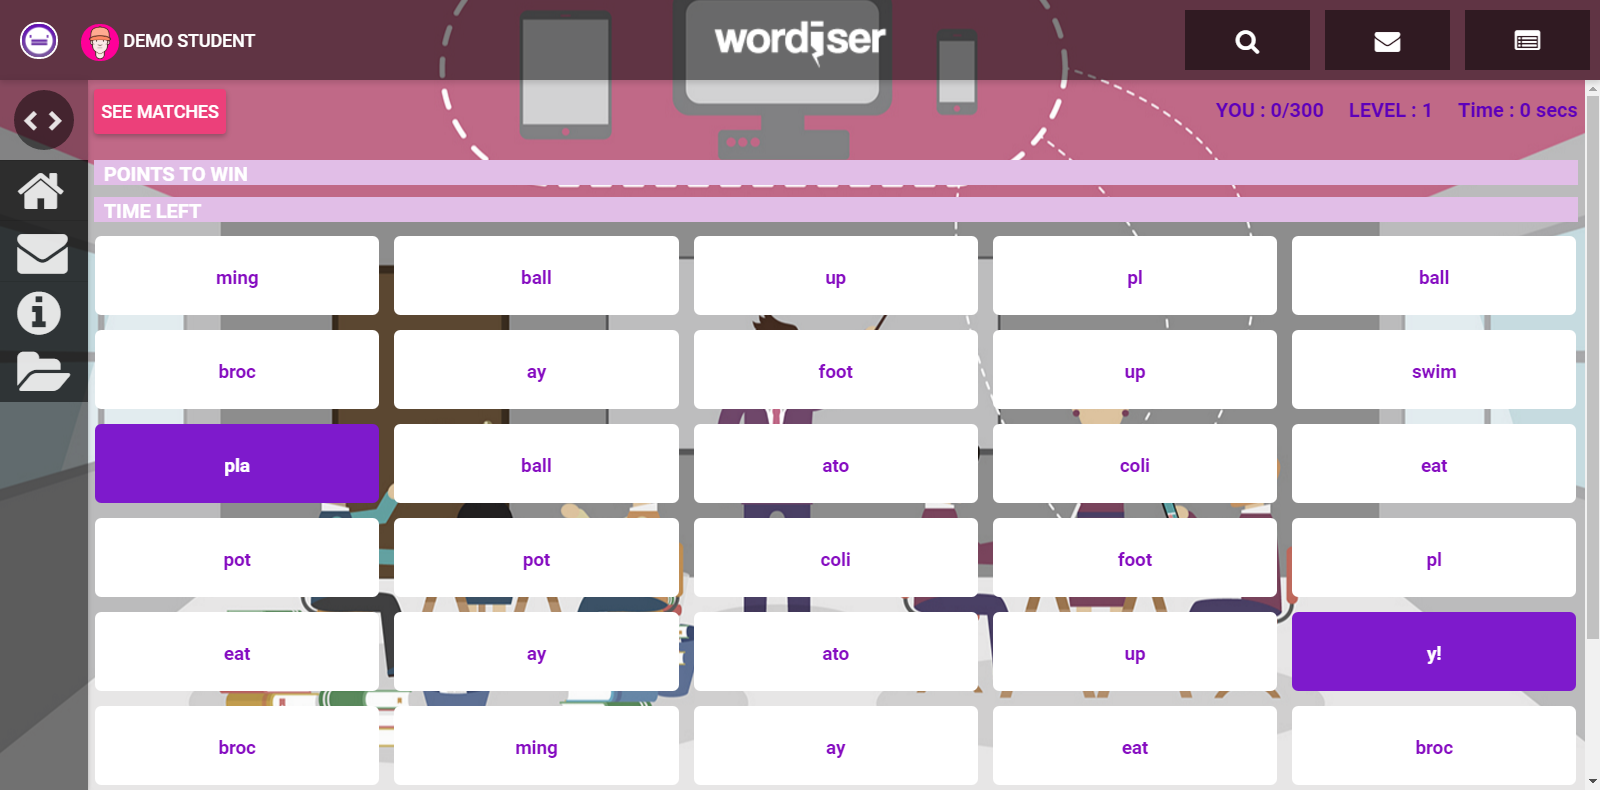 DEMO STUDENT
wordiser
SEE MATCHES
YOU : 0/300 LEVEL : 1 Time : 0 secs
POINTS TO WIN
TIME LEFT
ming ball up pl ball
broc ay foot up swim
pla ball ato coli eat
pot pot coli foot pl
eat ay ato up y!
broc ming ay eat broc